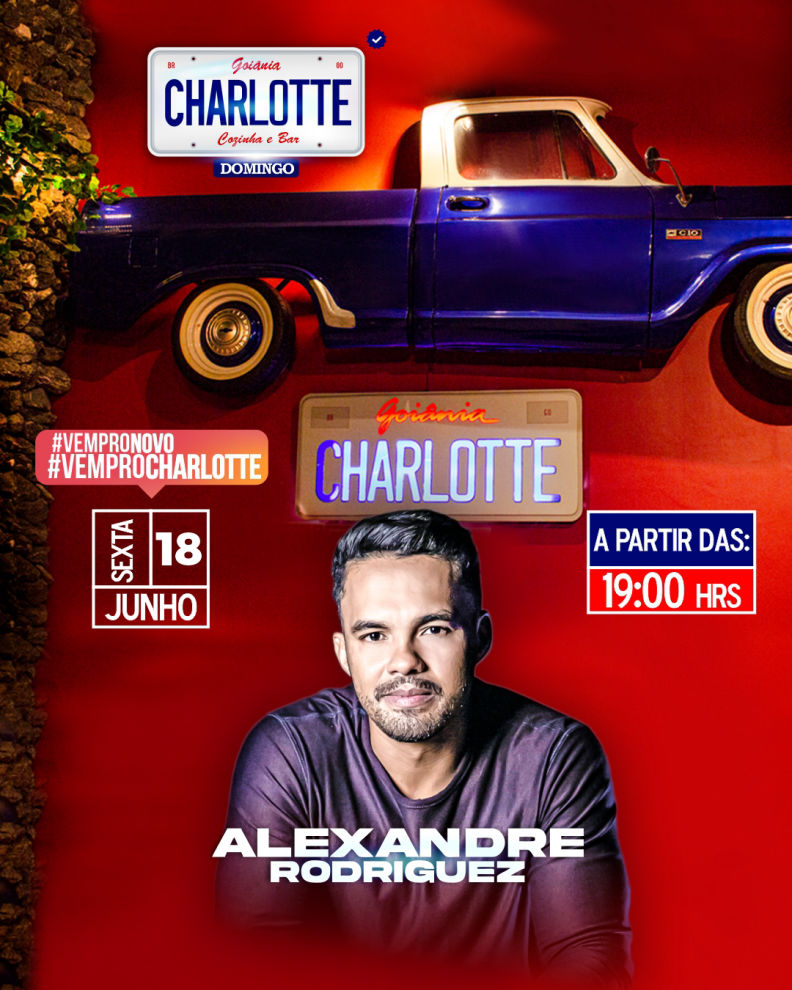 BR Goiânia GO
CHARLOTTE
Cozinha e Bar
DOMINGO
C10
Goiânia GO
CHARLOTTE
#VEMPRONOVO
#VEMPROCHARLOTTE
SEXTA 18
JUNHO
A PARTIR DAS:
19:00 HRS
ALEXANDRE
RODRIGUEZ